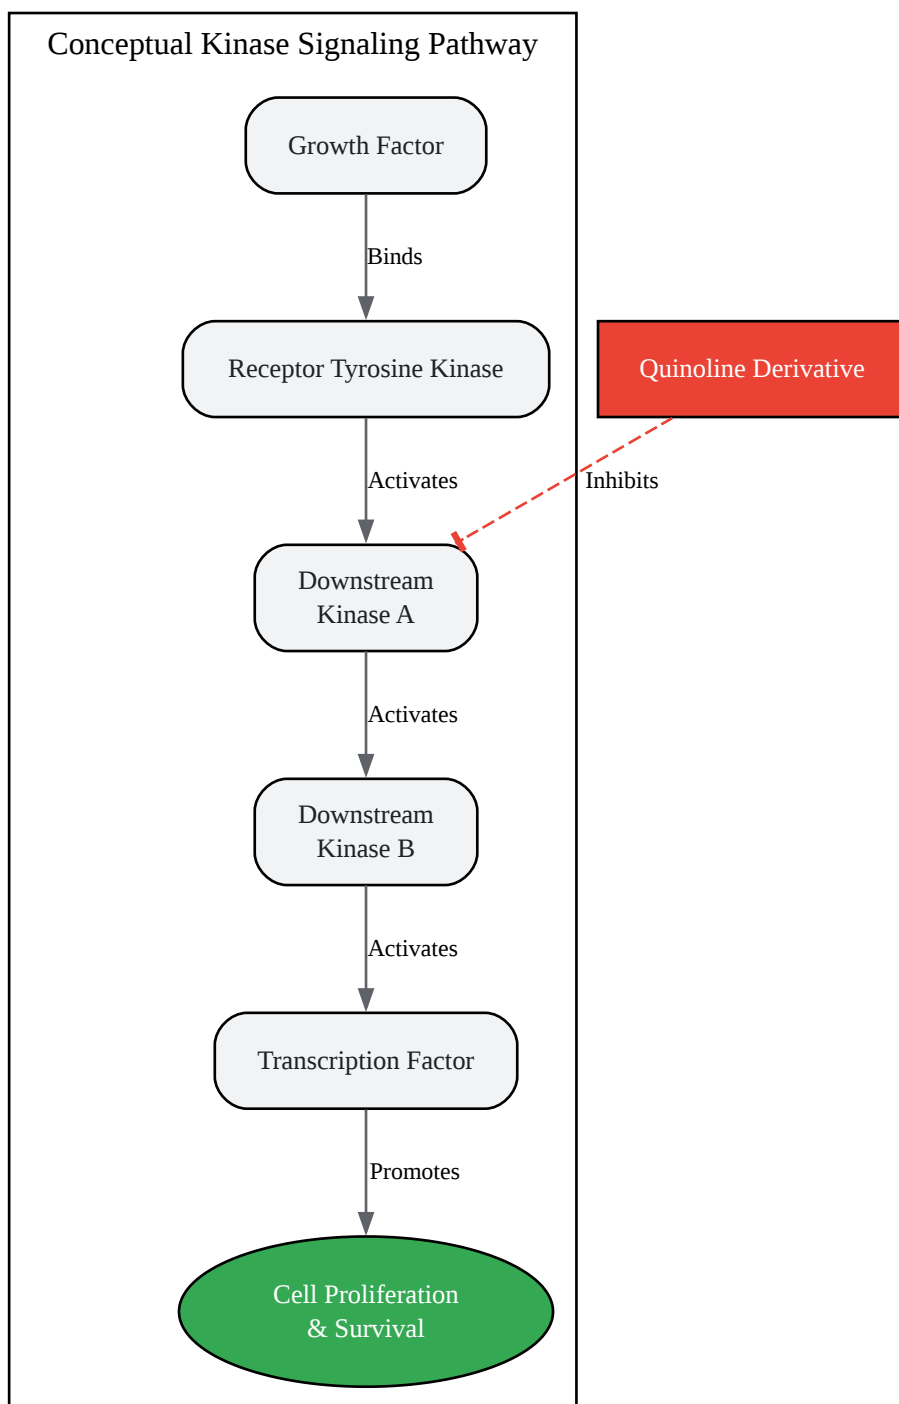 Conceptual Kinase Signaling Pathway
Growth Factor
Binds
Receptor Tyrosine Kinase
Quinoline Derivative
Activates
Inhibits
Downstream
Kinase A
Activates
Downstream
Kinase B
Activates
Transcription Factor
Promotes
Cell Proliferation
& Survival